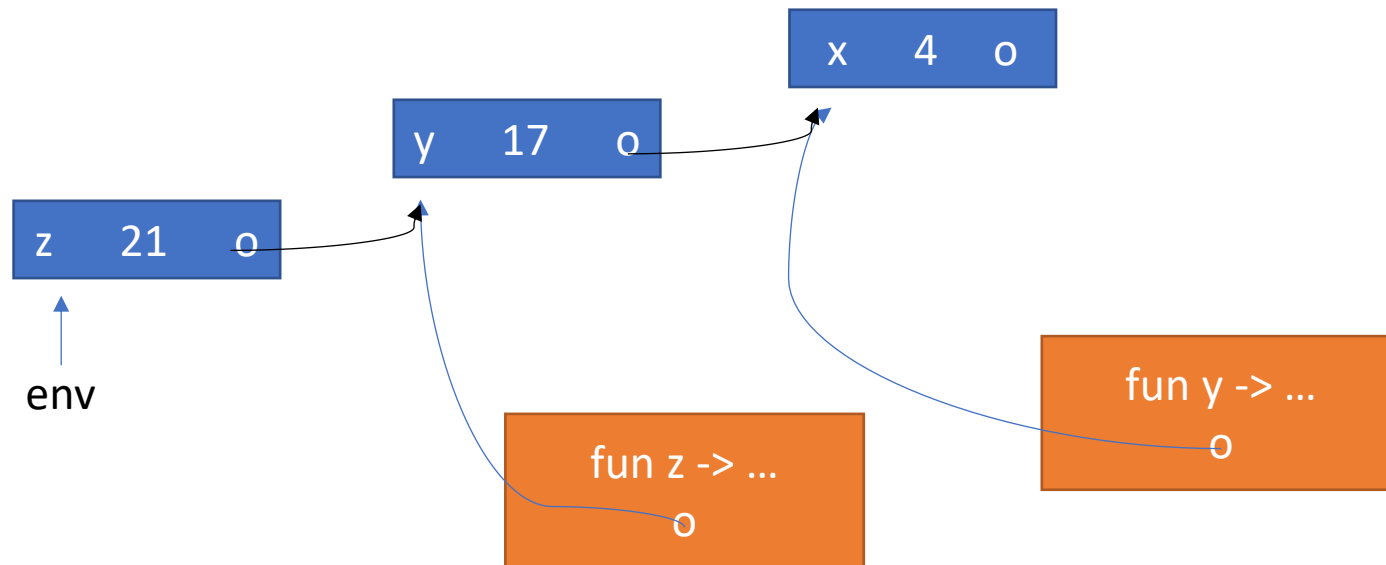 x 4 o
y 17 o
z 21 o
env
fun y -> ...
o
fun z -> ...
o